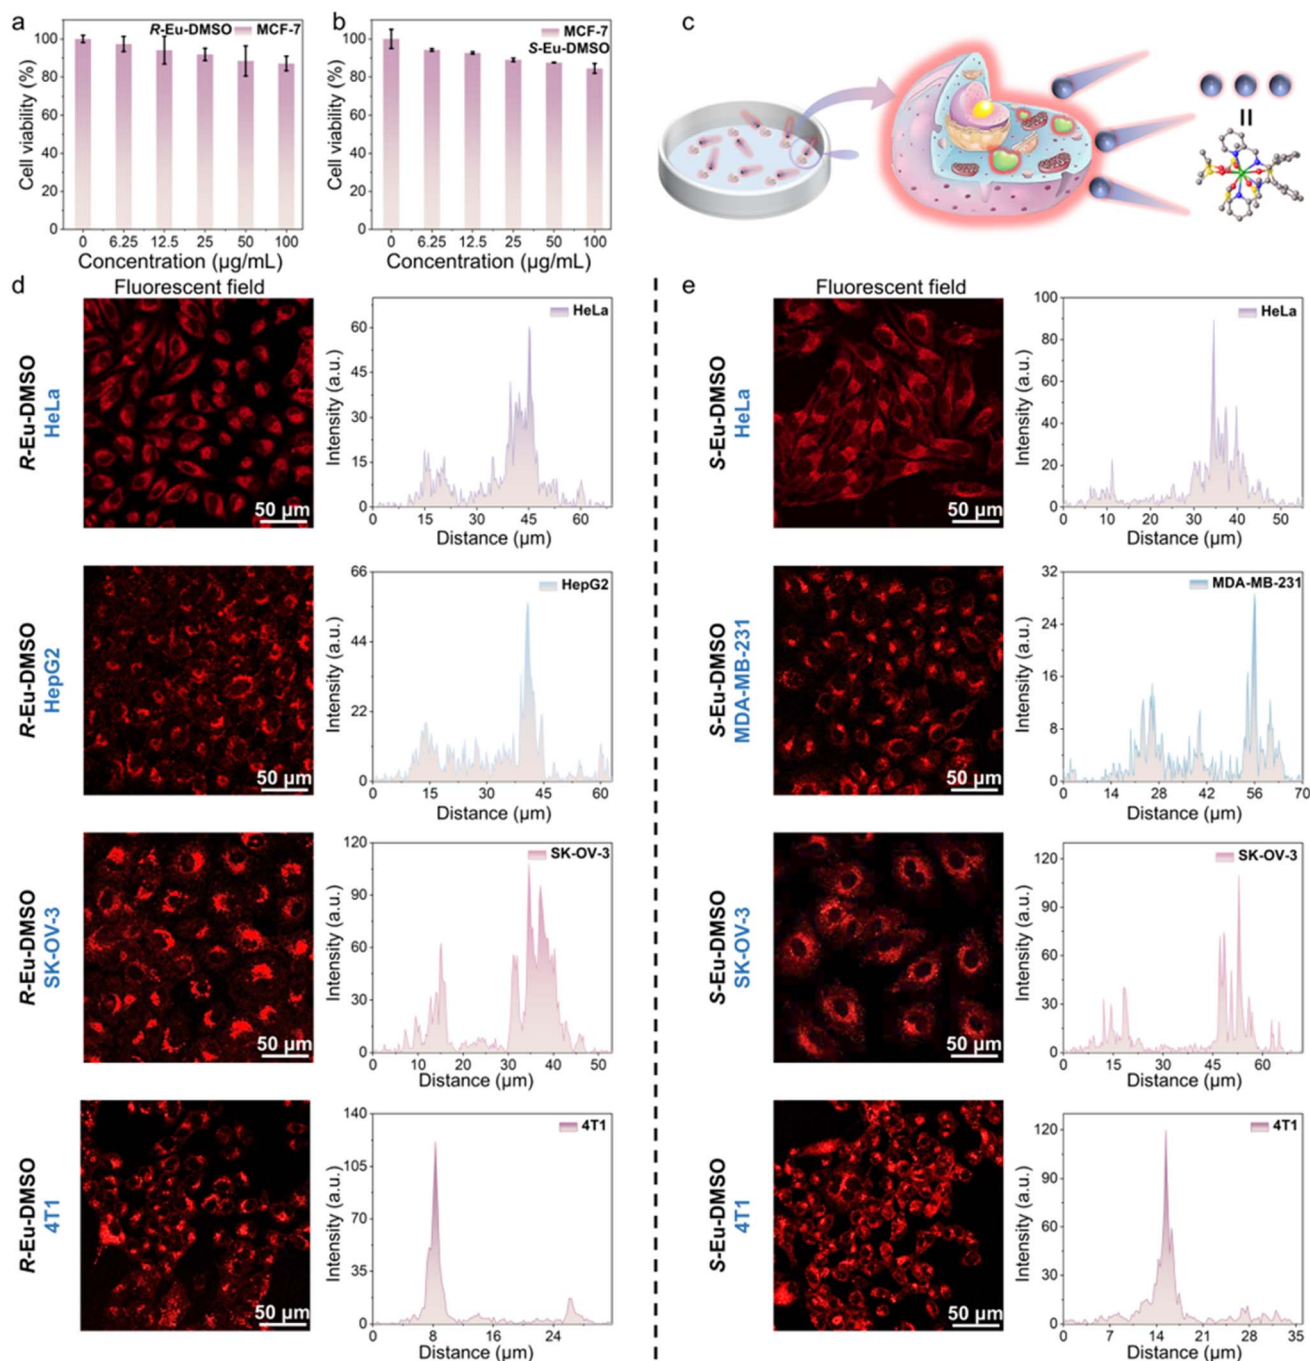 a
R-Eu-DMSO MCF-7
Cell viability (%)
100
80
60
40
20
0
0 6.25 12.5 25 50 100
Concentration (µg/mL)
b
MCF-7
S-Eu-DMSO
Cell viability (%)
100
80
60
40
20
0
0 6.25 12.5 25 50 100
Concentration (µg/mL)
c
=
d
Fluorescent field
R-Eu-DMSO
HeLa
50 µm
HeLa
Intensity (a.u.)
60
45
30
15
0
0 15 30 45 60
Distance (µm)
R-Eu-DMSO
HepG2
50 µm
HepG2
Intensity (a.u.)
66
44
22
0
0 15 30 45 60
Distance (µm)
R-Eu-DMSO
SK-OV-3
50 µm
SK-OV-3
Intensity (a.u.)
120
90
60
30
0
0 10 20 30 40 50
Distance (µm)
R-Eu-DMSO
4T1
50 µm
4T1
Intensity (a.u.)
140
105
70
35
0
0 8 16 24
Distance (µm)
e
Fluorescent field
S-Eu-DMSO
HeLa
50 µm
HeLa
Intensity (a.u.)
100
80
60
40
20
0
0 10 20 30 40 50
Distance (µm)
S-Eu-DMSO
MDA-MB-231
50 µm
MDA-MB-231
Intensity (a.u.)
32
24
16
8
0
0 14 28 42 56 70
Distance (µm)
S-Eu-DMSO
SK-OV-3
50 µm
SK-OV-3
Intensity (a.u.)
120
90
60
30
0
0 15 30 45 60
Distance (µm)
S-Eu-DMSO
4T1
50 µm
4T1
Intensity (a.u.)
120
90
60
30
0
0 7 14 21 28 35
Distance (µm)